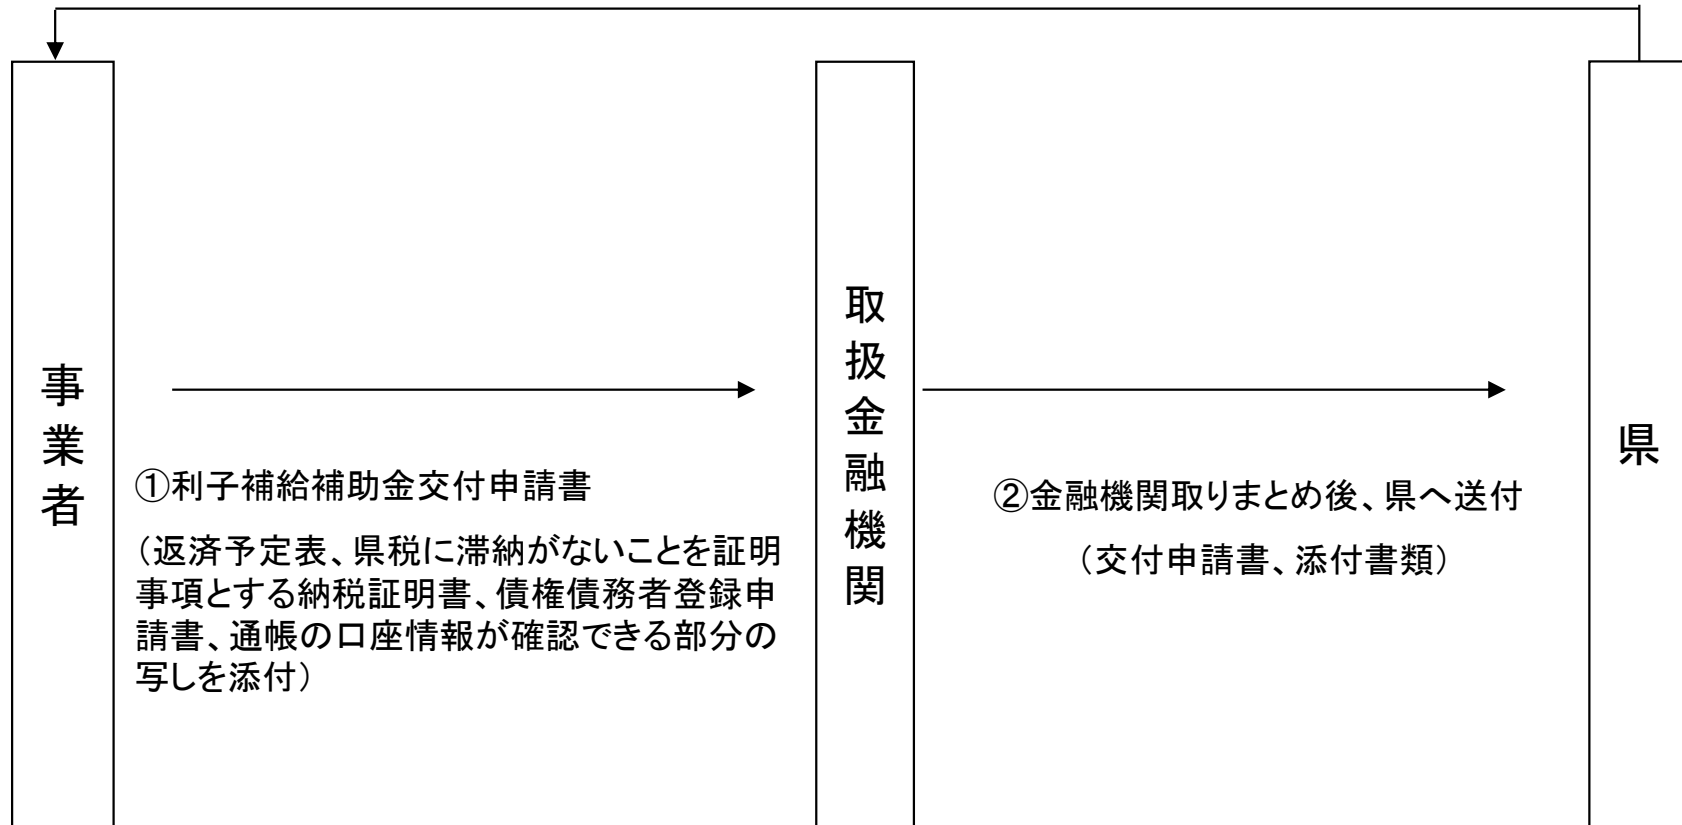 事業者
①利子補給補助金交付申請書
（返済予定表、県税に滞納がないことを証明
事項とする納税証明書、債権債務者登録申
請書、通帳の口座情報が確認できる部分の
写しを添付）
取扱金融機関
②金融機関取りまとめ後、県へ送付
（交付申請書、添付書類）
県